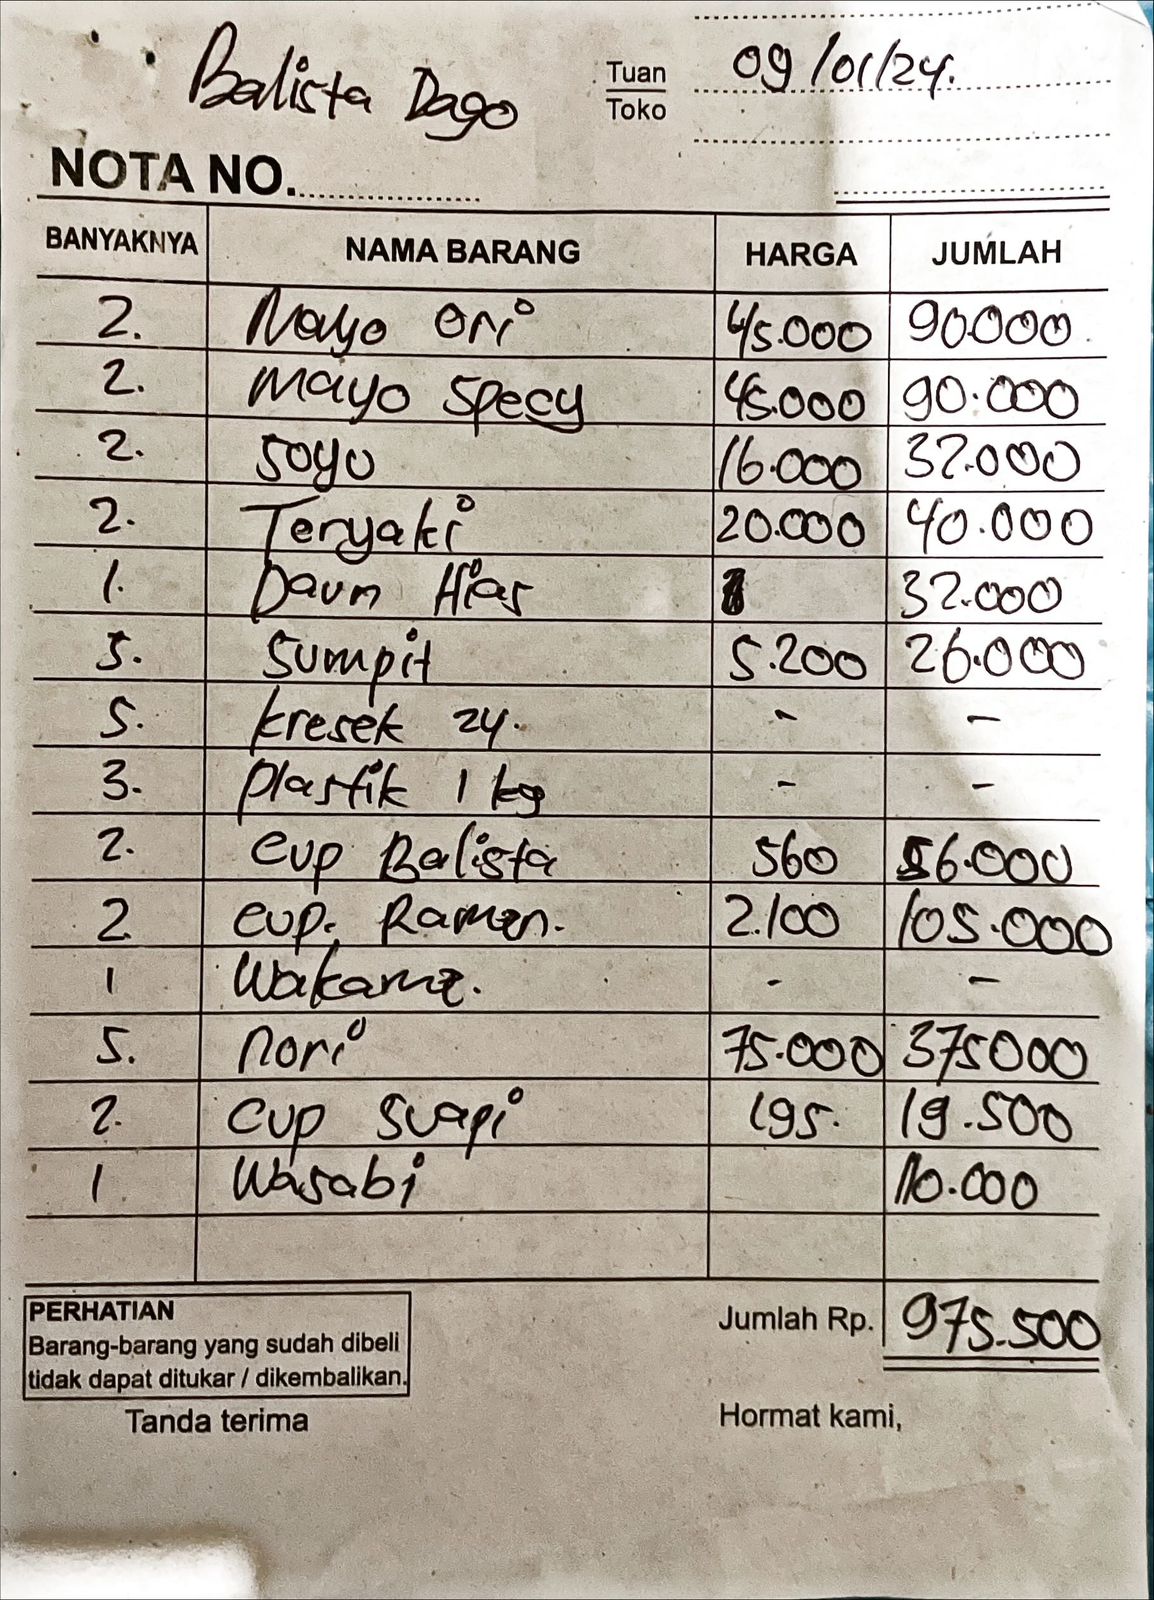 Balista Dago
Tuan
Toko
09/01/24.
NOTA NO.
BANYAKNYA NAMA BARANG HARGA JUMLAH
2. Mayo Ori 45.000 90000.
2. Mayo Specy 45.000 90.000
2. Soyu 16.000 32.000
2. Teryaki 20.000 40.000
1. Daun Hias 32.000
5. Sumpit 5.200 26.000
5. kresek 24. - -
3. Plastik 1 kg - -
2. Cup Balista 560 56.000
2 Cup. Ramen. 2.100 105.000
1 Wakame. - -
5. nori 75.000 375000
2. Cup Suapi 195. 19.500
1 Wasabi 110.000
Jumlah Rp. 975.500
PERHATIAN
Barang-barang yang sudah dibeli
tidak dapat ditukar / dikembalikan.
Tanda terima Hormat kami,